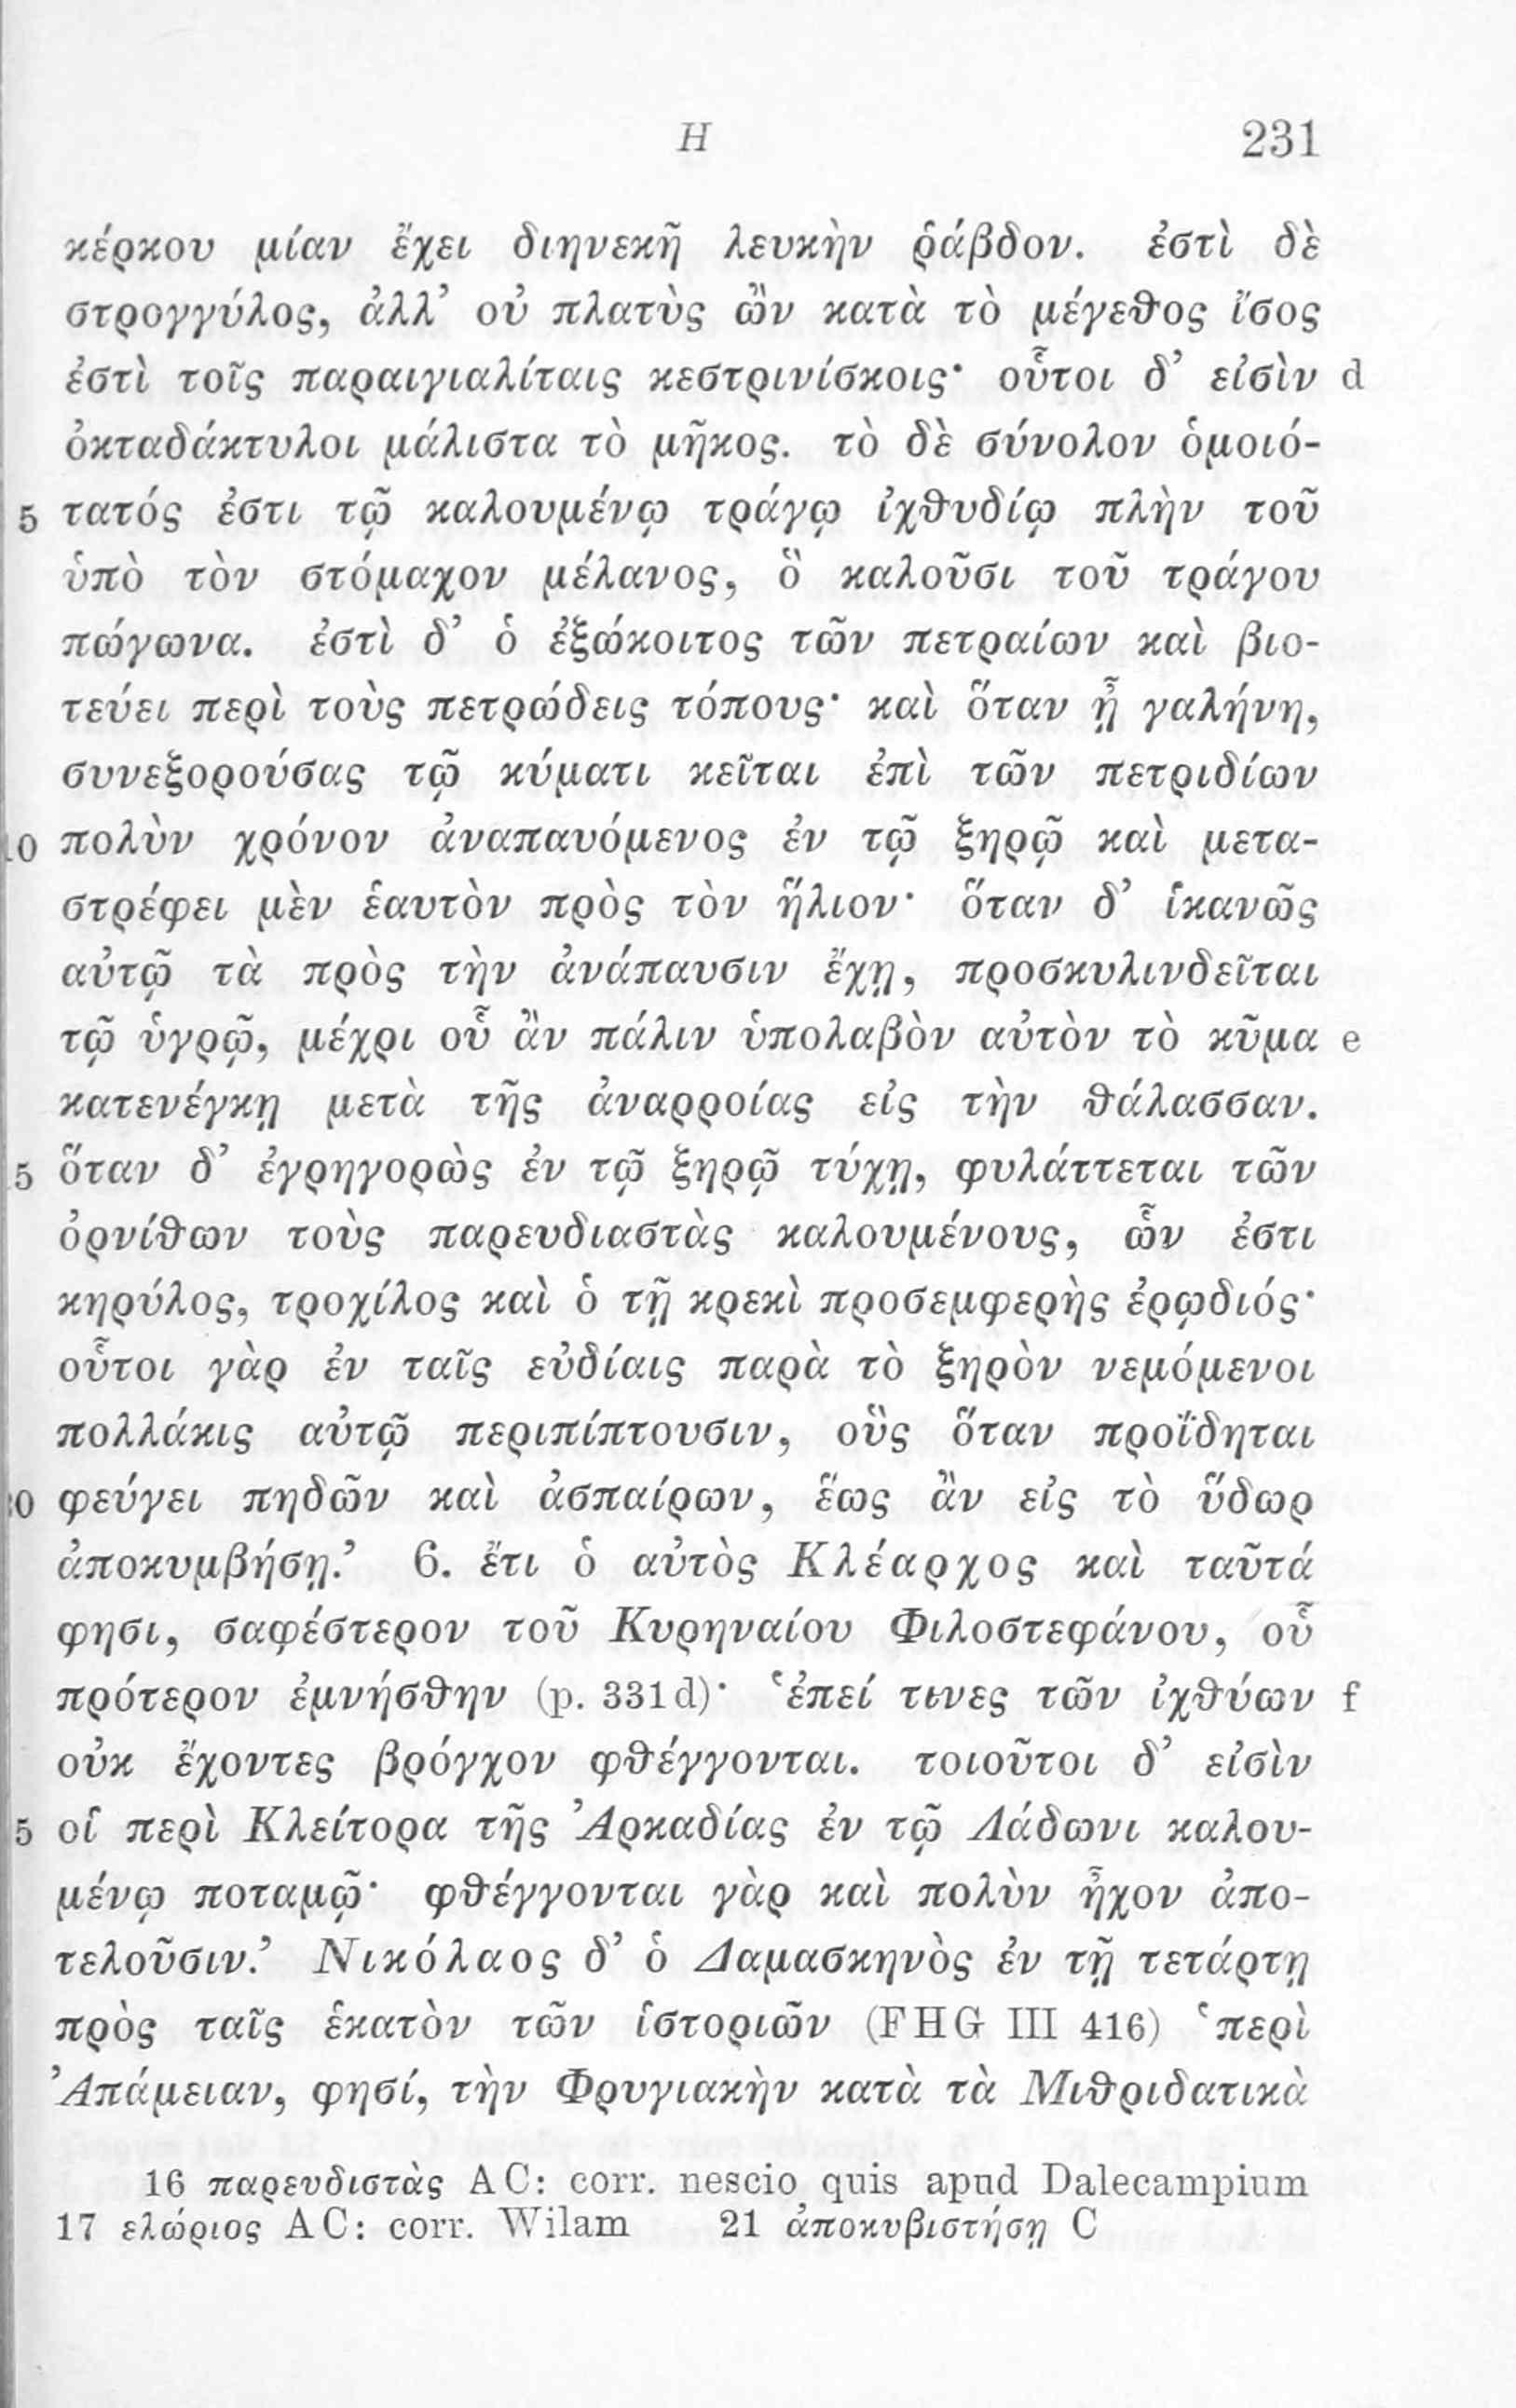 H 231
κέρκου μίαν ἔχει διηνεκῆ λευκὴν ῥάβδον. ἐστὶ δὲ
στρογγύλος, ἀλλ’ οὐ πλατὺς ὢν κατὰ τὸ μέγεθος ἴσος
ἐστὶ τοῖς παραιγιαλίταις κεστρινίσκοις· οὗτοι δ’ εἰσὶν d
ὀκταδάκτυλοι μάλιστα τὸ μῆκος. τὸ δὲ σύνολον ὁμοιό-
5 τατός ἐστι τῷ καλουμένῳ τράγῳ ἰχθυδίῳ πλὴν τοῦ
ὑπὸ τὸν στόμαχον μέλανος, ὃ καλοῦσι τοῦ τράγου
πώγωνα. ἐστὶ δ’ ὁ ἐξώκοιτος τῶν πετραίων καὶ βιο-
τεύει περὶ τοὺς πετρώδεις τόπους· καὶ ὅταν ᾖ γαλήνη,
συνεξορούσας τῷ κύματι κεῖται ἐπὶ τῶν πετριδίων
10 πολὺν χρόνον ἀναπαυόμενος ἐν τῷ ξηρῷ καὶ μετα-
στρέφει μὲν ἑαυτὸν πρὸς τὸν ἥλιον· ὅταν δ’ ἱκανῶς
αὐτῷ τὰ πρὸς τὴν ἀνάπαυσιν ἔχῃ, προσκυλινδεῖται
τῷ ὑγρῷ, μέχρι οὗ ἂν πάλιν ὑπολαβὸν αὐτὸν τὸ κῦμα e
κατενέγκῃ μετὰ τῆς ἀναρροίας εἰς τὴν θάλασσαν.
5 ὅταν δ’ ἐγρηγορὼς ἐν τῷ ξηρῷ τύχῃ, φυλάττεται τῶν
ὀρνίθων τοὺς παρευδιαστὰς καλουμένους, ὧν ἐστι
κηρύλος, τροχίλος καὶ ὁ τῇ κρεκὶ προσεμφερὴς ἐρῳδιός·
οὗτοι γὰρ ἐν ταῖς εὐδίαις παρὰ τὸ ξηρὸν νεμόμενοι
πολλάκις αὐτῷ περιπίπτουσιν, οὓς ὅταν προΐδηται
0 φεύγει πηδῶν καὶ ἀσπαίρων, ἕως ἂν εἰς τὸ ὕδωρ
ἀποκυμβήσῃ.’ 6. ἔτι ὁ αὐτὸς Κλέαρχος καὶ ταῦτά
φησι, σαφέστερον τοῦ Κυρηναίου Φιλοστεφάνου, οὗ
πρότερον ἐμνήσθην (p. 331d)· ‘ἐπεί τινες τῶν ἰχθύων f
οὐκ ἔχοντες βρόγχον φθέγγονται. τοιοῦτοι δ’ εἰσὶν
5 οἱ περὶ Κλείτορα τῆς Ἀρκαδίας ἐν τῷ Λάδωνι καλου-
μένῳ ποταμῷ· φθέγγονται γὰρ καὶ πολὺν ἦχον ἀπο-
τελοῦσιν.’ Νικόλαος δ’ ὁ Δαμασκηνὸς ἐν τῇ τετάρτῃ
πρὸς ταῖς ἑκατὸν τῶν ἱστοριῶν (FHG III 416) ‘περὶ
Ἀπάμειαν, φησί, τὴν Φρυγιακὴν κατὰ τὰ Μιθριδατικὰ
16 παρευδιστὰς AC: corr. nescio quis apud Dalecampium
17 ελώριος AC: corr. Wilam 21 ἀποκυβιστήσῃ C